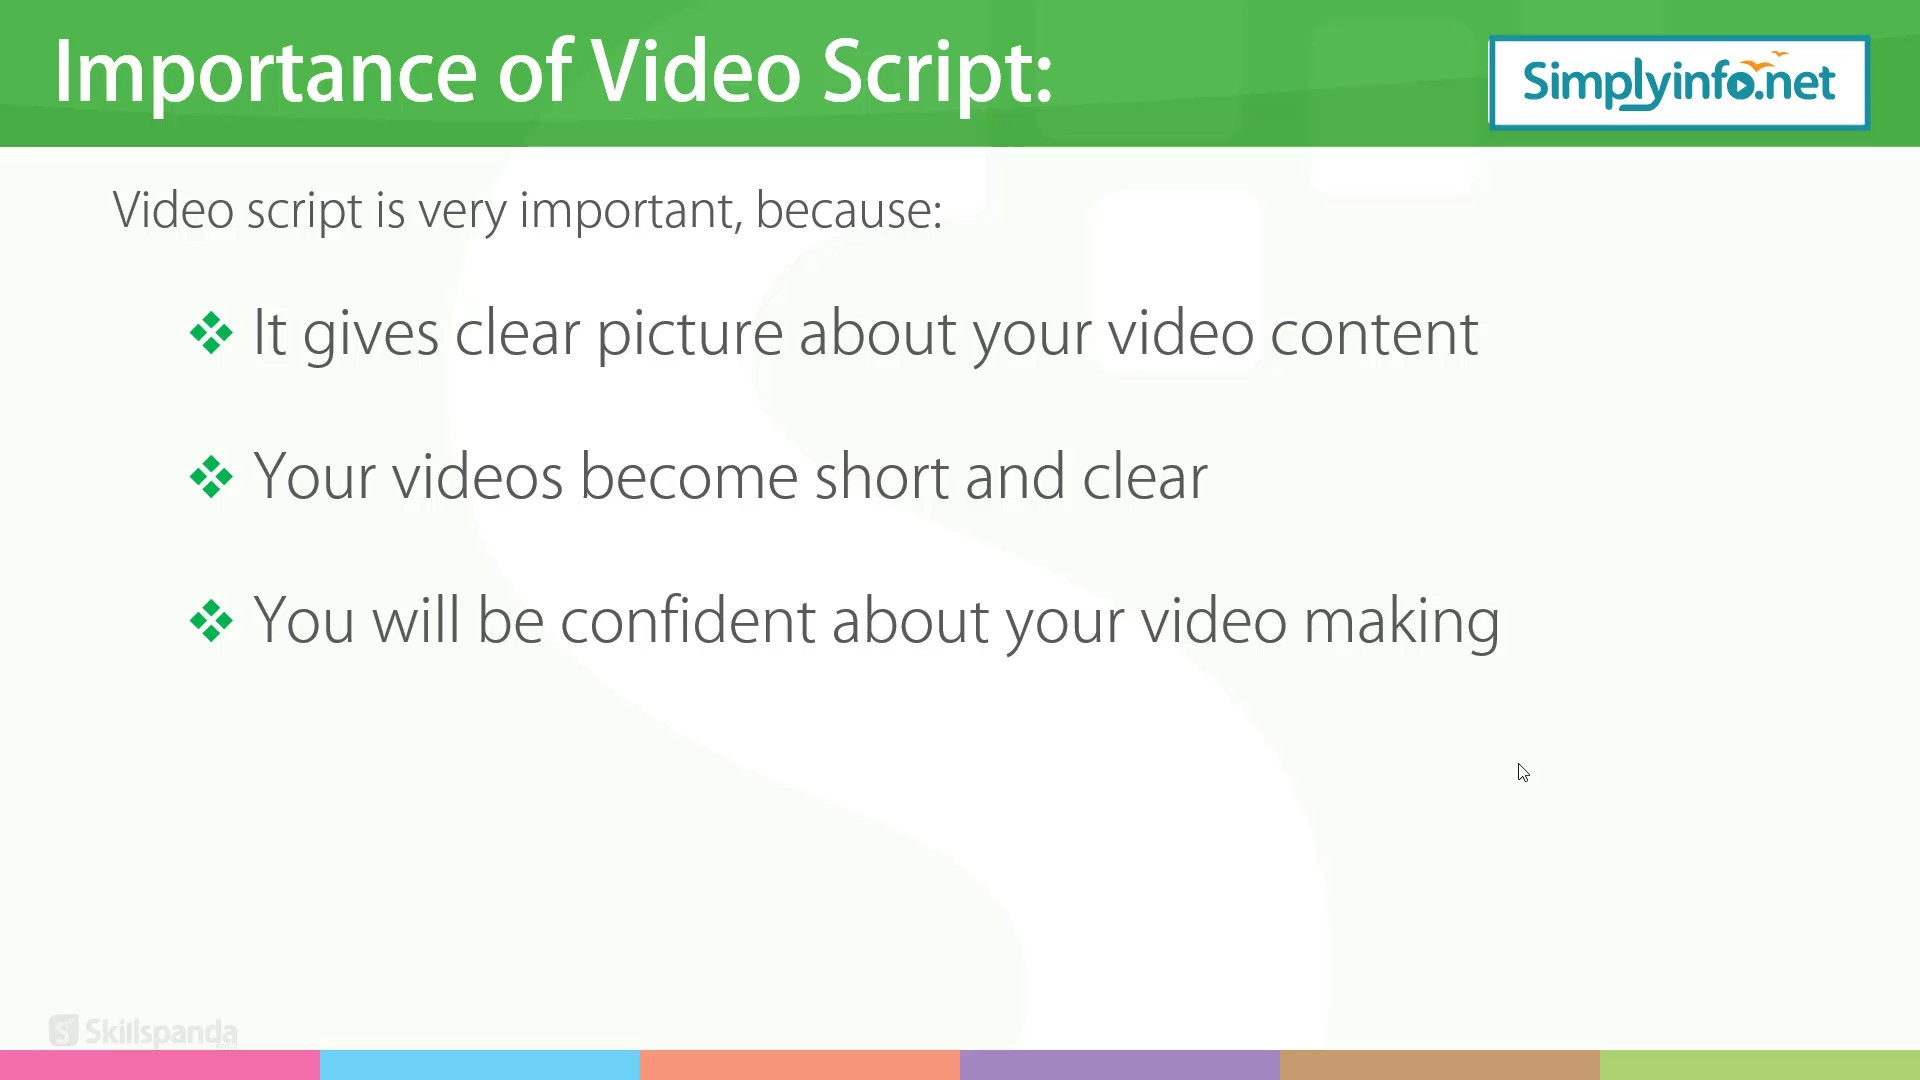 Importance of Video Script:
Simplyinfo.net
Video script is very important, because:
❖ It gives clear picture about your video content
❖ Your videos become short and clear
❖ You will be confident about your video making
Skillspanda